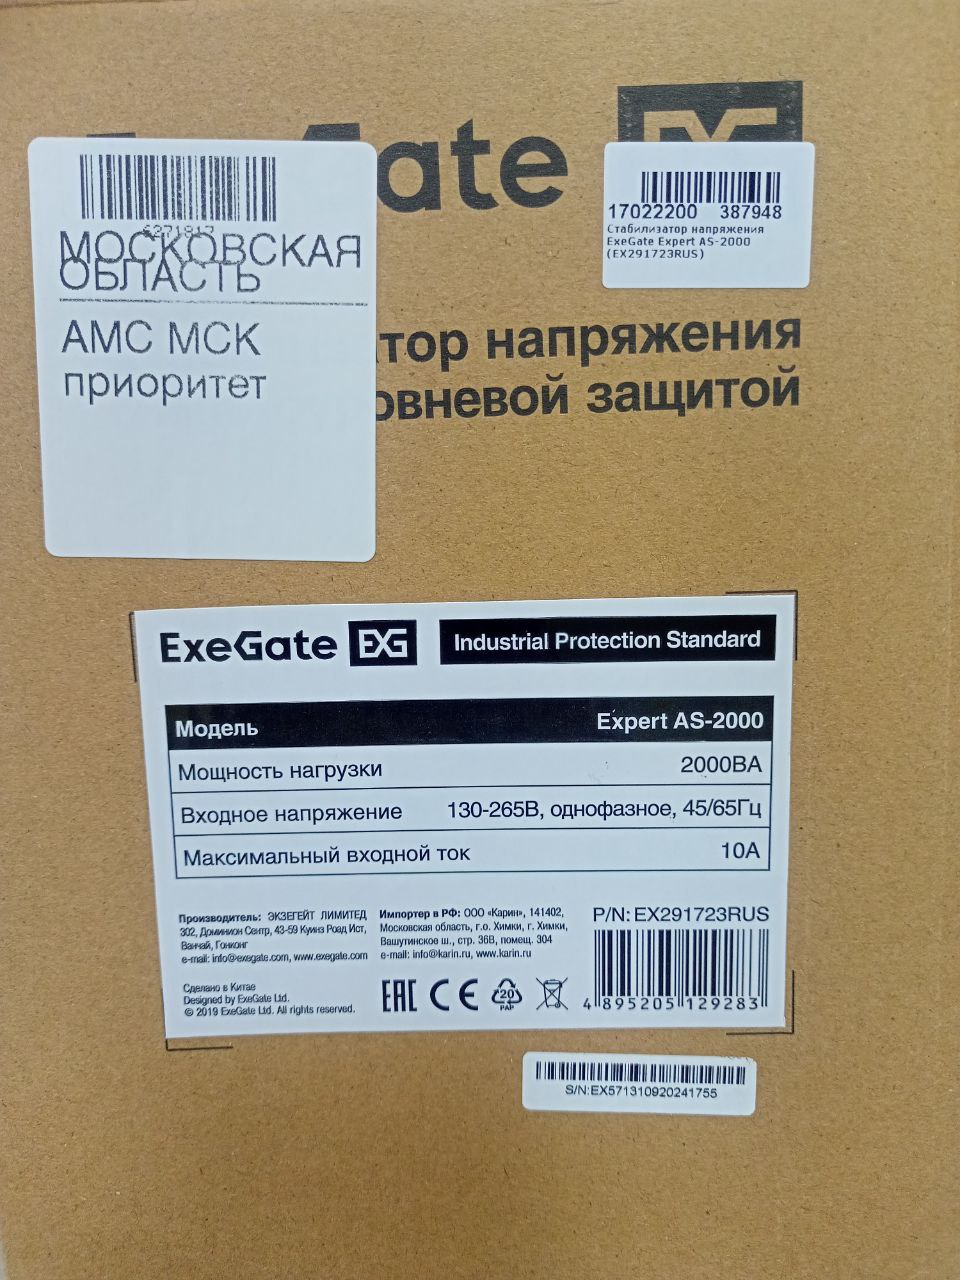 ate
17022200 387948
Стабилизатор напряжения
ExeGate Expert AS-2000
(EX291723RUS)
МОСКОВСКАЯ
ОБЛАСТЬ
АМС МСК
приоритет
тор напряжения
овневой защитой
ExeGate EXG Industrial Protection Standard
Модель Expert AS-2000
Мощность нагрузки 2000ВА
Входное напряжение 130-265В, однофазное, 45/65Гц
Максимальный входной ток 10А
Производитель: ЭКЗЕГЕЙТ ЛИМИТЕД
302, Доминион Сентр, 43-59 Куинз Роад Ист,
Ванчай, Гонконг
e-mail: info@exegate.com, www.exegate.com
Импортер в РФ: ООО «Карин», 141402,
Московская область, г.о. Химки, г. Химки,
Вашутинское ш., стр. 36В, помещ. 304
e-mail: info@karin.ru, www.karin.ru
P/N: EX291723RUS
Сделано в Китае
Designed by ExeGate Ltd.
© 2019 ExeGate Ltd. All rights reserved.
EAC CE 20 PAP
4 895205 129283
S/N:EX571310920241755